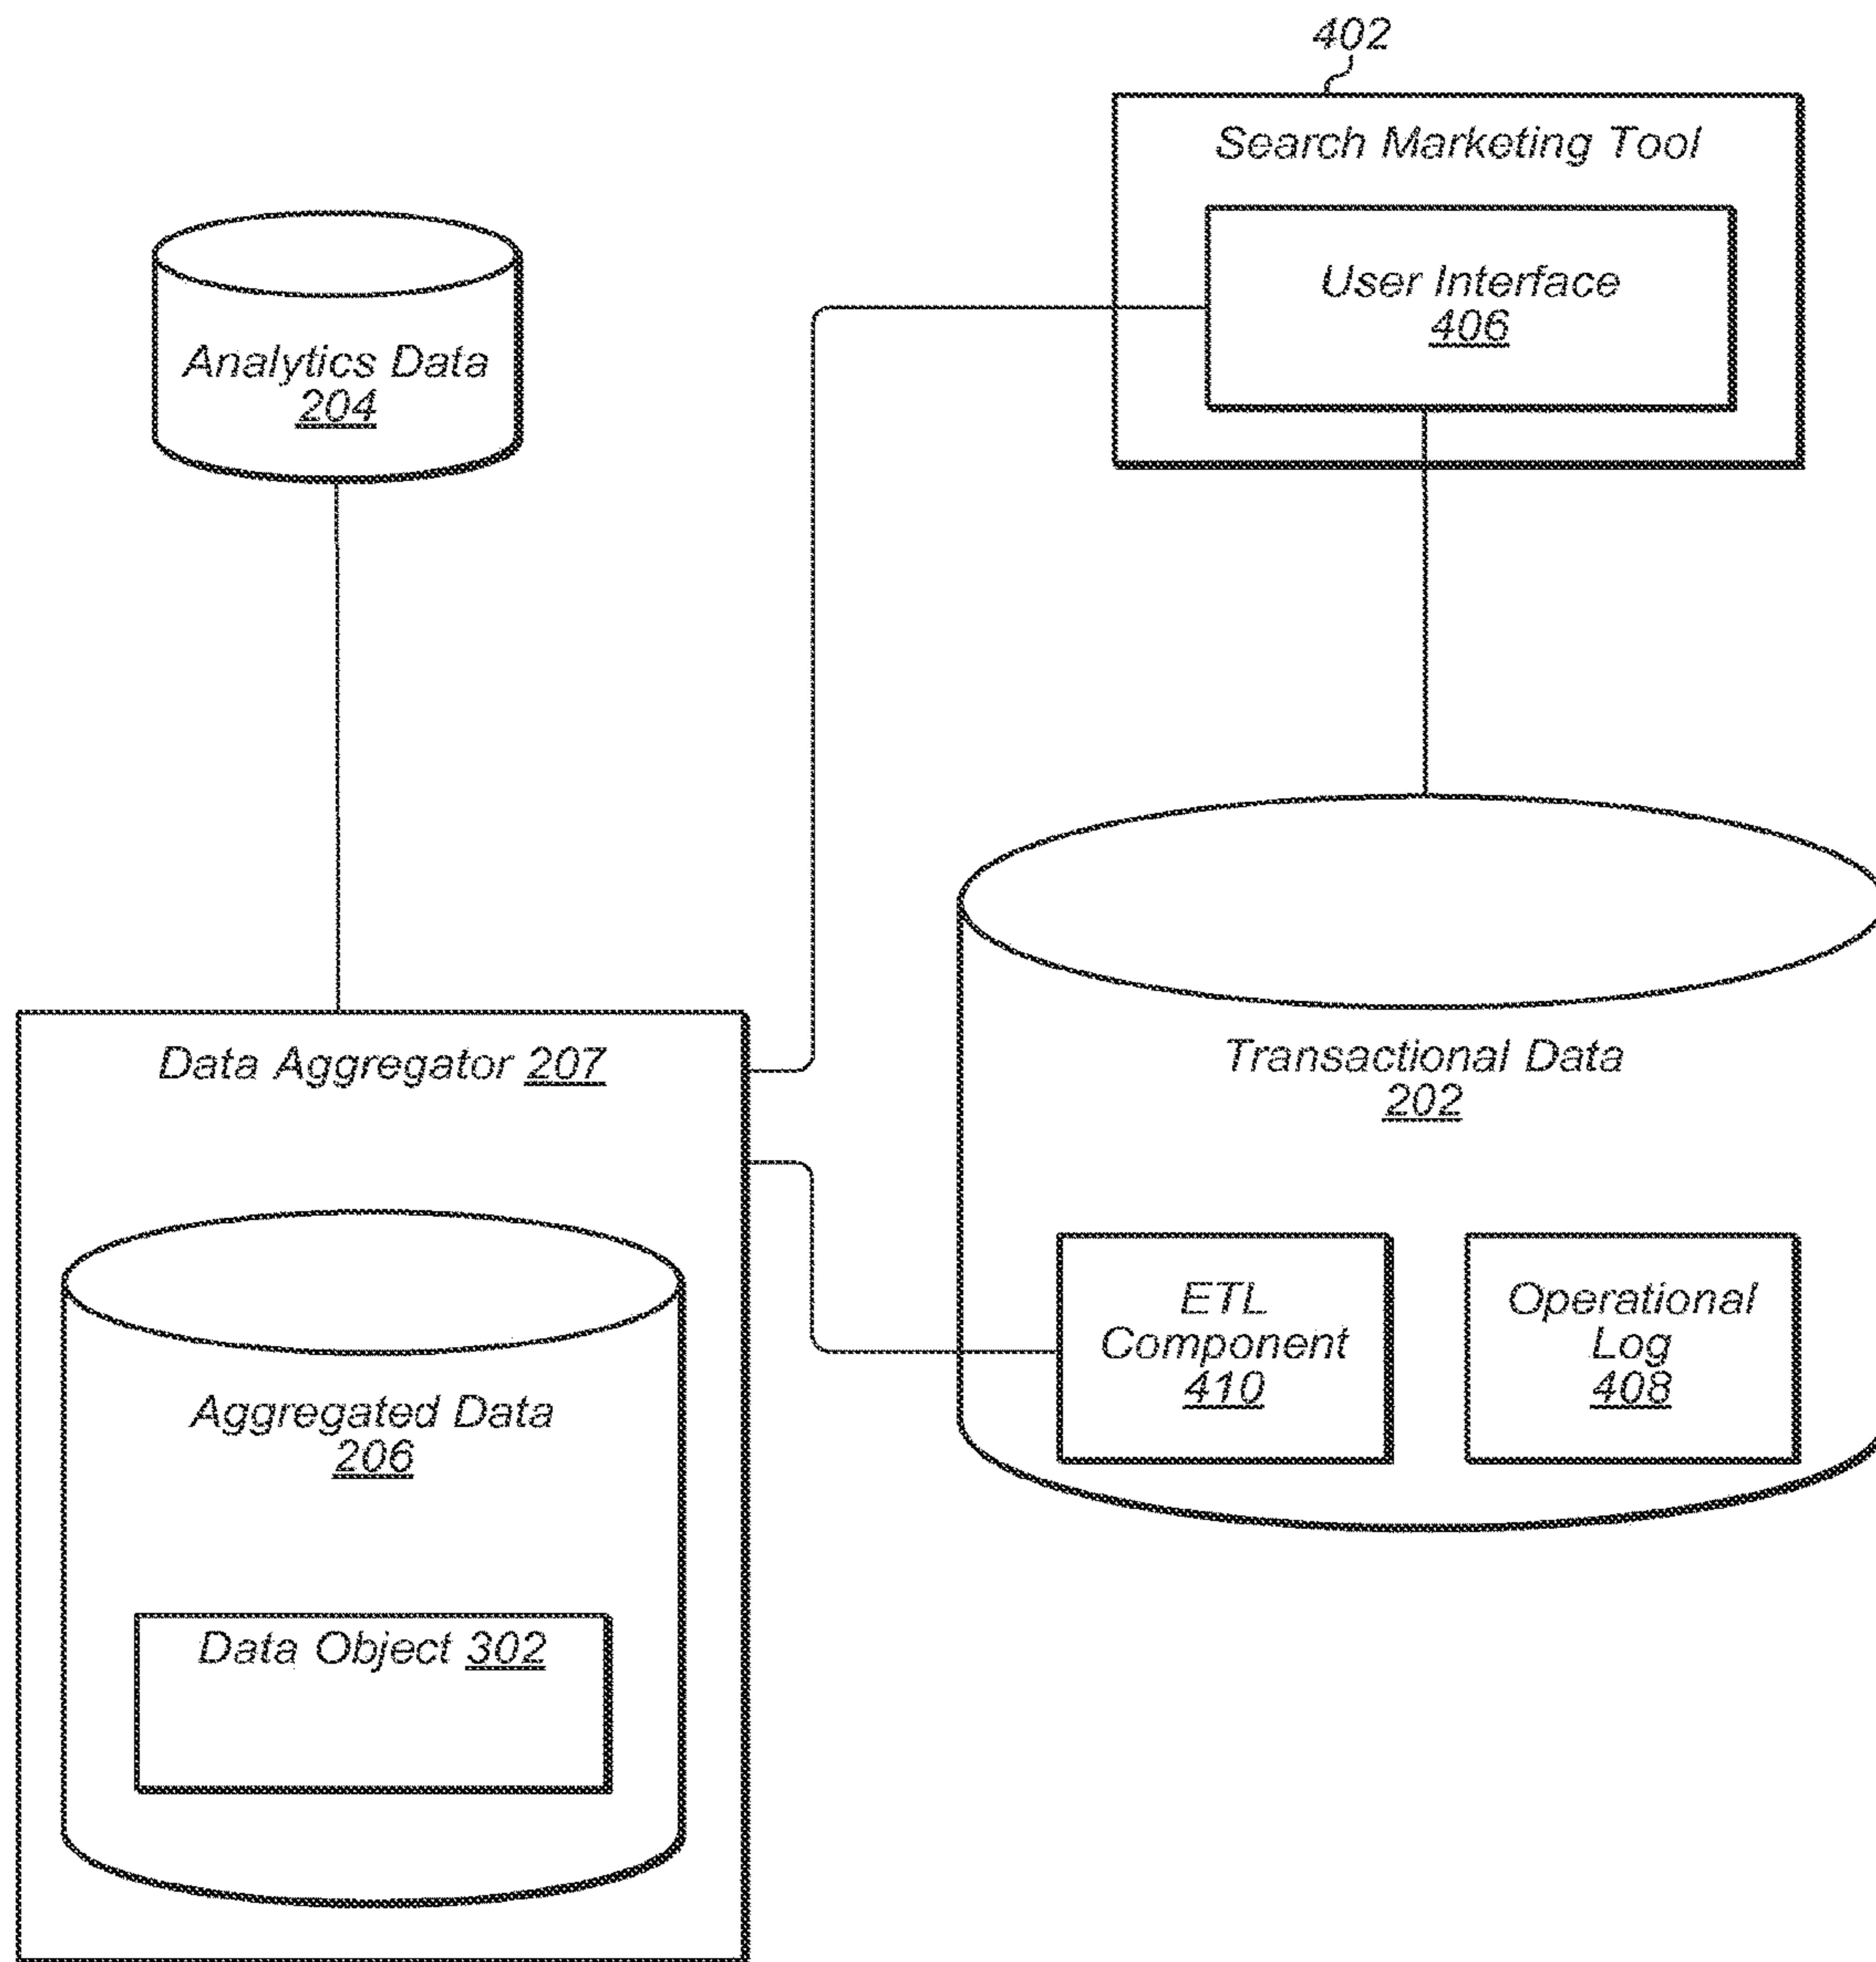 402
Search Marketing Tool
User Interface
406
Analytics Data
204
Data Aggregator 207
Transactional Data
202
ETL
Component
410
Operational
Log
408
Aggregated Data
206
Data Object 302